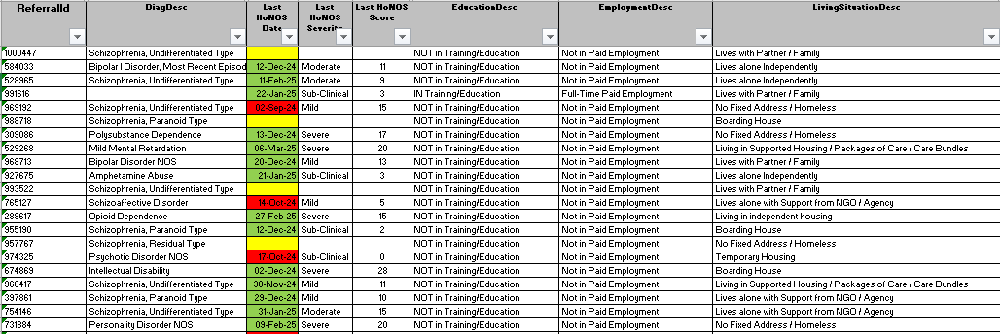 ReferralId DiagDesc Last HoNOS Date Last HoNOS Severity Last HoNOS Score EducationDesc EmploymentDesc LivingSituationDesc
1000447 Schizophrenia, Undifferentiated Type NOT in Training/Education Not in Paid Employment Lives with Partner / Family
584033 Bipolar I Disorder, Most Recent Episod 12-Dec-24 Moderate 11 NOT in Training/Education Not in Paid Employment Lives alone Independently
528965 Schizophrenia, Undifferentiated Type 11-Feb-25 Moderate 9 NOT in Training/Education Not in Paid Employment Lives alone Independently
991616 22-Jan-25 Sub-Clinical 3 IN Training/Education Full-Time Paid Employment Lives with Partner / Family
969192 Schizophrenia, Undifferentiated Type 02-Sep-24 Mild 15 NOT in Training/Education Not in Paid Employment No Fixed Address / Homeless
988718 Schizophrenia, Paranoid Type NOT in Training/Education Not in Paid Employment Boarding House
309086 Polysubstance Dependence 13-Dec-24 Severe 17 NOT in Training/Education Not in Paid Employment No Fixed Address / Homeless
529268 Mild Mental Retardation 06-Mar-25 Severe 20 NOT in Training/Education Not in Paid Employment Living in Supported Housing / Packages of Care / Care Bundles
968713 Bipolar Disorder NOS 20-Dec-24 Mild 13 NOT in Training/Education Not in Paid Employment Lives with Partner / Family
927675 Amphetamine Abuse 21-Jan-25 Sub-Clinical 3 NOT in Training/Education Not in Paid Employment Lives alone Independently
993522 Schizophrenia, Undifferentiated Type NOT in Training/Education Not in Paid Employment Lives with Partner / Family
765127 Schizoaffective Disorder 14-Oct-24 Mild 5 NOT in Training/Education Not in Paid Employment Lives alone with Support from NGO / Agency
289617 Opioid Dependence 27-Feb-25 Severe 15 NOT in Training/Education Not in Paid Employment Living in independent housing
955190 Schizophrenia, Paranoid Type 12-Dec-24 Sub-Clinical 2 NOT in Training/Education Not in Paid Employment Boarding House
957767 Schizophrenia, Residual Type NOT in Training/Education Not in Paid Employment No Fixed Address / Homeless
974325 Psychotic Disorder NOS 17-Oct-24 Sub-Clinical 0 NOT in Training/Education Not in Paid Employment Temporary Housing
674869 Intellectual Disability 02-Dec-24 Severe 28 NOT in Training/Education Not in Paid Employment Boarding House
966417 Schizophrenia, Undifferentiated Type 30-Nov-24 Mild 11 NOT in Training/Education Not in Paid Employment Living in Supported Housing / Packages of Care / Care Bundles
397861 Schizophrenia, Paranoid Type 29-Dec-24 Mild 10 NOT in Training/Education Not in Paid Employment Lives alone with Support from NGO / Agency
754146 Schizophrenia, Undifferentiated Type 31-Jan-25 Moderate 15 NOT in Training/Education Not in Paid Employment Lives alone with Support from NGO / Agency
731884 Personality Disorder NOS 09-Feb-25 Severe 20 NOT in Training/Education Not in Paid Employment No Fixed Address / Homeless